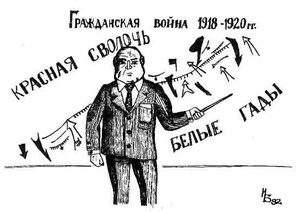 Гражданская война 1918-1920 гг.
КРАСНАЯ СВОЛОЧЬ
БЕЛЫЕ ГАДЫ